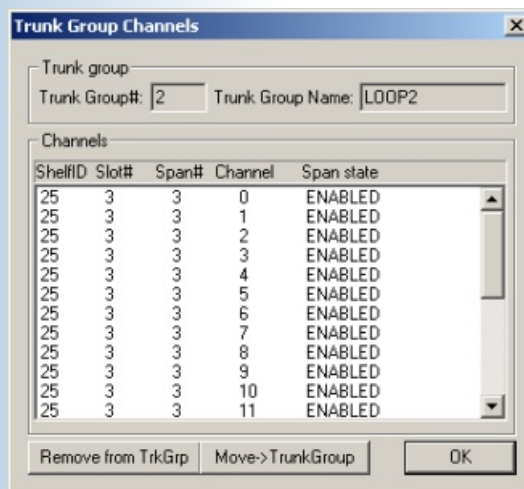 Trunk Group Channels
Trunk group
Trunk Group#: 2 Trunk Group Name: LOOP2
Channels
ShelfID Slot# Span# Channel Span state
25 3 3 0 ENABLED
25 3 3 1 ENABLED
25 3 3 2 ENABLED
25 3 3 3 ENABLED
25 3 3 4 ENABLED
25 3 3 5 ENABLED
25 3 3 6 ENABLED
25 3 3 7 ENABLED
25 3 3 8 ENABLED
25 3 3 9 ENABLED
25 3 3 10 ENABLED
25 3 3 11 ENABLED
Remove from TrkGrp Move->TrunkGroup OK